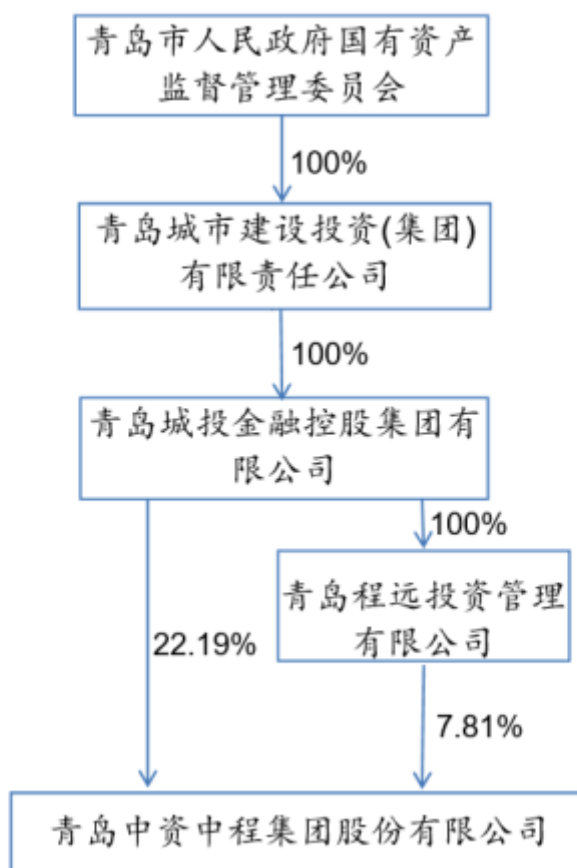 青岛市人民政府国有资产
监督管理委员会
100%
青岛城市建设投资(集团)
有限责任公司
100%
青岛城投金融控股集团有
限公司
100%
青岛程远投资管理
有限公司
22.19%
7.81%
青岛中资中程集团股份有限公司